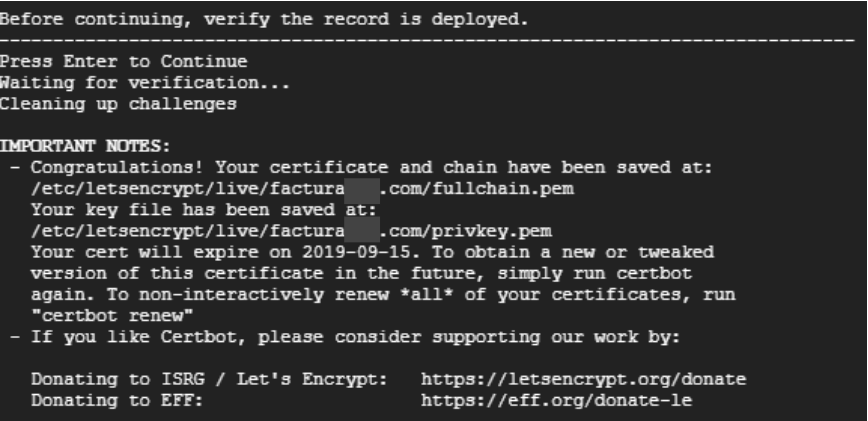 Before continuing, verify the record is deployed.
-------------------------------------------------------------------------------
Press Enter to Continue
Waiting for verification...
Cleaning up challenges
IMPORTANT NOTES:
- Congratulations! Your certificate and chain have been saved at:
/etc/letsencrypt/live/factura .com/fullchain.pem
Your key file has been saved at:
/etc/letsencrypt/live/factura .com/privkey.pem
Your cert will expire on 2019-09-15. To obtain a new or tweaked
version of this certificate in the future, simply run certbot
again. To non-interactively renew *all* of your certificates, run
"certbot renew"
- If you like Certbot, please consider supporting our work by:
Donating to ISRG / Let's Encrypt: https://letsencrypt.org/donate
Donating to EFF: https://eff.org/donate-le